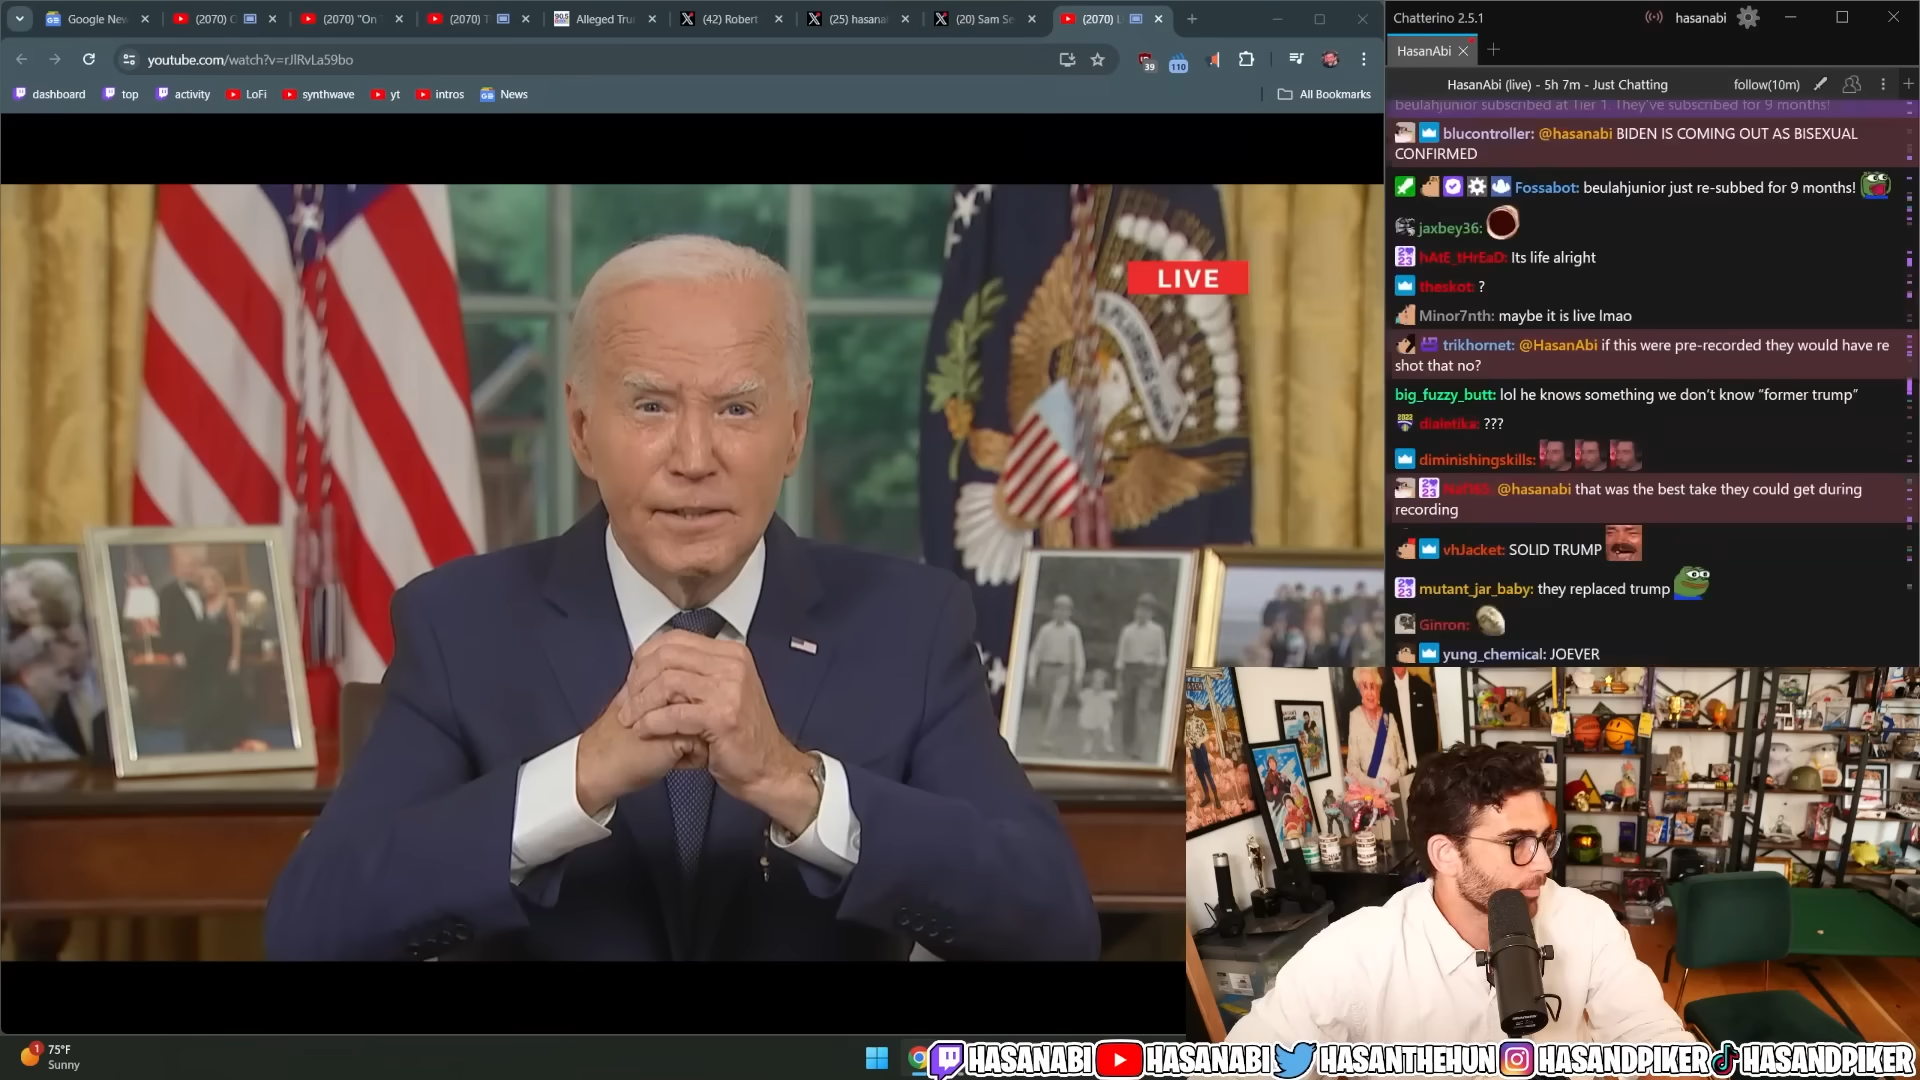 Google New
(2070) C
(2070) "On
(2070) T
Alleged Tru
(42) Robert
(25) hasana
(20) Sam Se
(2070) L
youtube.com/watch?v=rJlRvLa59bo
39
110
dashboard
top
activity
LoFi
synthwave
yt
intros
News
All Bookmarks
LIVE
Chatterino 2.5.1
hasanabi
HasanAbi
HasanAbi (live) - 5h 7m - Just Chatting
follow(10m)
beulahjunior subscribed at Tier 1. They've subscribed for 9 months!
blucontroller: @hasanabi BIDEN IS COMING OUT AS BISEXUAL
CONFIRMED
Fossabot: beulahjunior just re-subbed for 9 months!
jaxbey36:
hAtE_tHrEaD: Its life alright
theskot: ?
Minor7nth: maybe it is live lmao
trikhornet: @HasanAbi if this were pre-recorded they would have re
shot that no?
big_fuzzy_butt: lol he knows something we don't know “former trump”
diaintika: ???
diminishingskills:
@hasanabi that was the best take they could get during
recording
vhJacket: SOLID TRUMP
mutant_jar_baby: they replaced trump
Ginron:
yung_chemical: JOEVER
1
75°F
Sunny
HASANABI
HASANABI
HASANTHEHUN
HASANDPIKER
HASANDPIKER